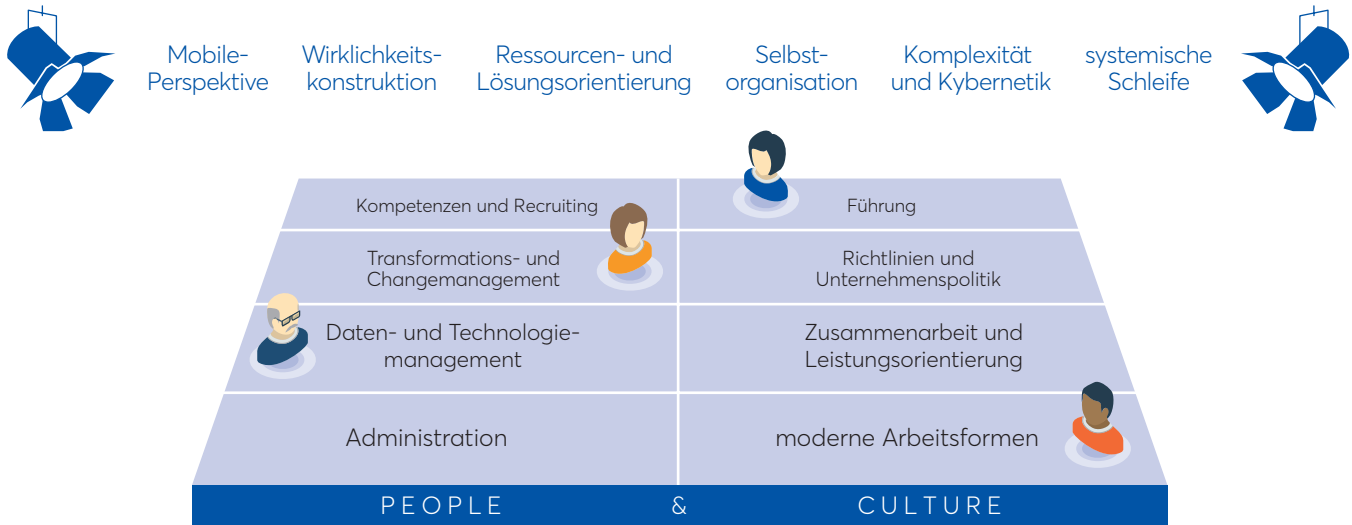 Mobile-
Perspektive
Wirklichkeits-
konstruktion
Ressourcen- und
Lösungsorientierung
Selbst-
organisation
Komplexität
und Kybernetik
systemische
Schleife
Kompetenzen und Recruiting
Führung
Transformations- und
Changemanagement
Richtlinien und
Unternehmenspolitik
Daten- und Technologie-
management
Zusammenarbeit und
Leistungsorientierung
Administration
moderne Arbeitsformen
PEOPLE & CULTURE